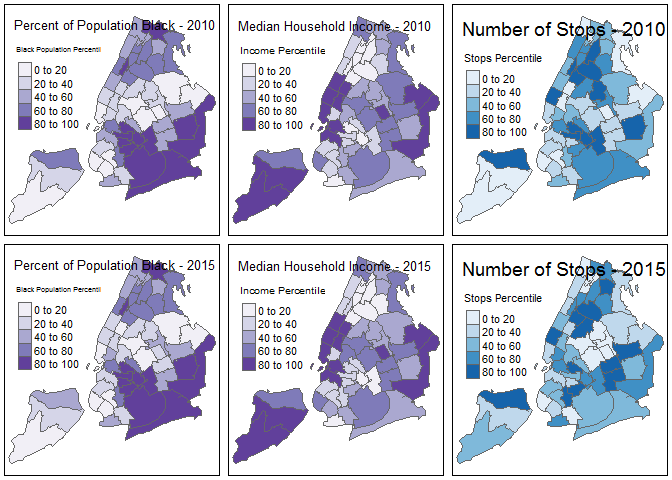 Percent of Population Black - 2010
Black Population Percentil
0 to 20
20 to 40
40 to 60
60 to 80
80 to 100
Median Household Income - 2010
Income Percentile
0 to 20
20 to 40
40 to 60
60 to 80
80 to 100
Number of Stops - 2010
Stops Percentile
0 to 20
20 to 40
40 to 60
60 to 80
80 to 100
Percent of Population Black - 2015
Black Population Percentil
0 to 20
20 to 40
40 to 60
60 to 80
80 to 100
Median Household Income - 2015
Income Percentile
0 to 20
20 to 40
40 to 60
60 to 80
80 to 100
Number of Stops - 2015
Stops Percentile
0 to 20
20 to 40
40 to 60
60 to 80
80 to 100